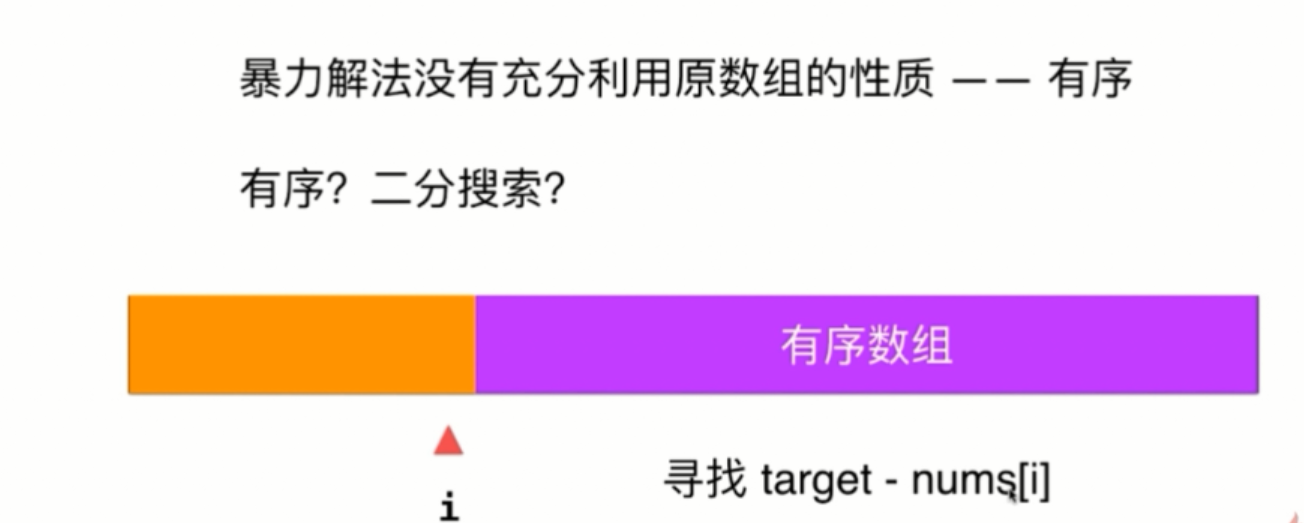 暴力解法没有充分利用原数组的性质 —— 有序
有序？二分搜索？
有序数组
i
寻找 target - nums[i]